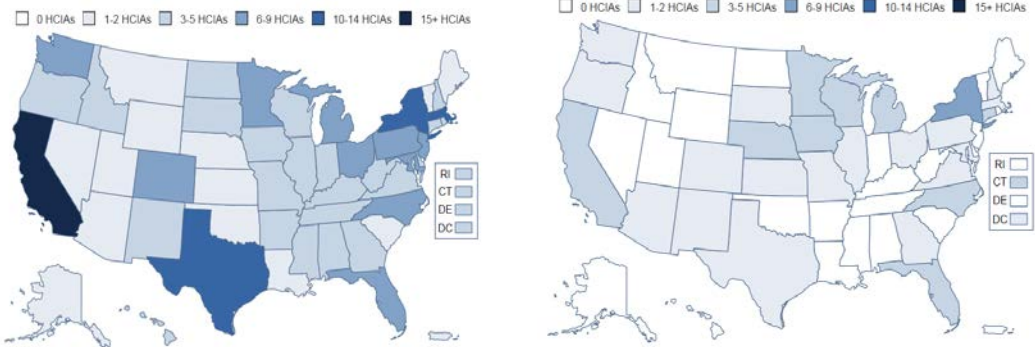 0 HCIAs 1-2 HCIAs 3-5 HCIAs 6-9 HCIAs 10-14 HCIAs 15+ HCIAs
RI
CT
DE
DC
0 HCIAs 1-2 HCIAs 3-5 HCIAs 6-9 HCIAs 10-14 HCIAs 15+ HCIAs
RI
CT
DE
DC